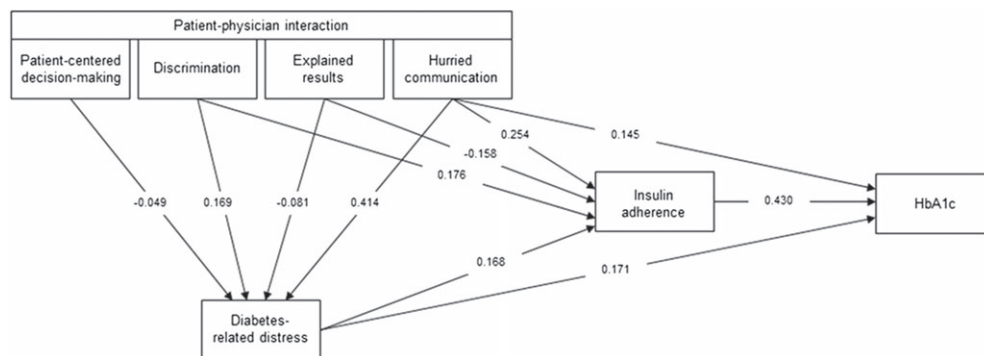 Patient-physician interaction
Patient-centered
decision-making
Discrimination
Explained
results
Hurried
communication
0.254
0.145
-0.158
0.176
Insulin
adherence
0.430
HbA1c
-0.049
0.169
-0.081
0.414
0.168
0.171
Diabetes-
related distress